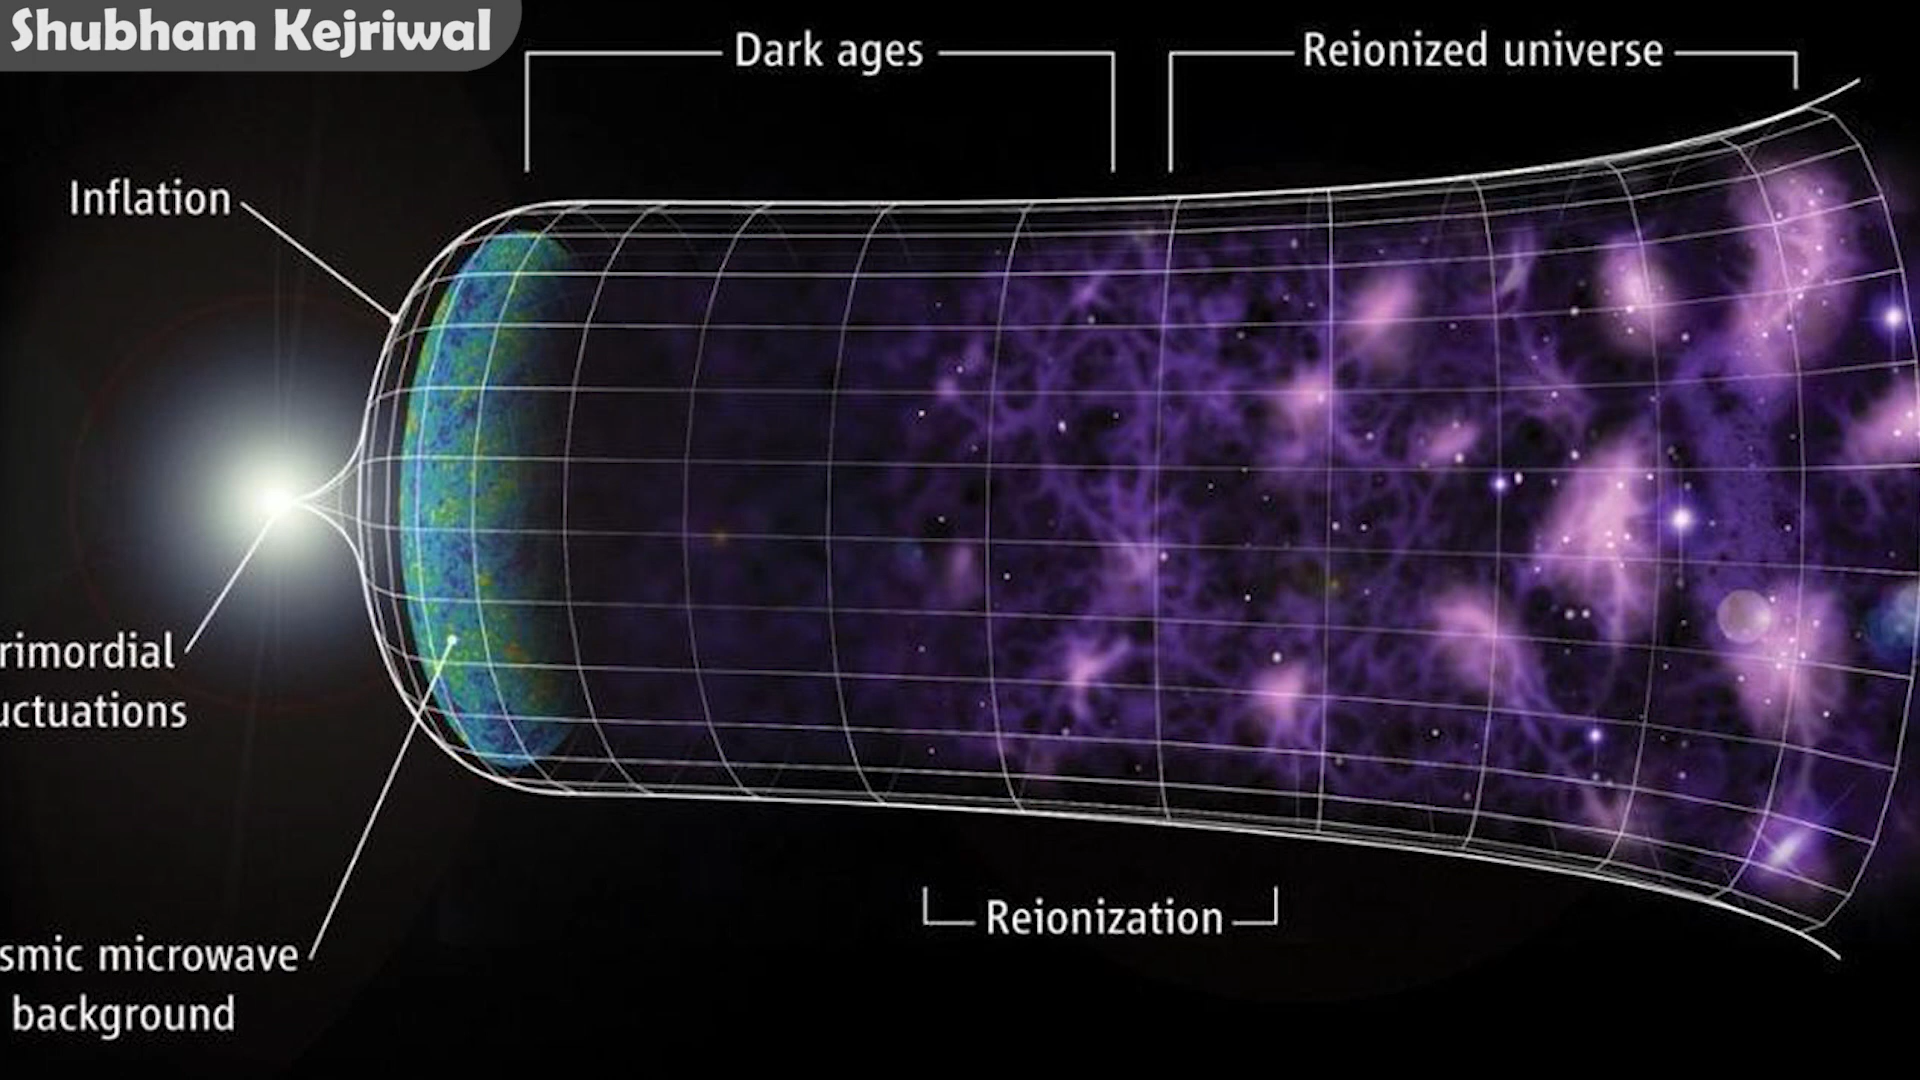 Shubham Kejriwal
Dark ages
Reionized universe
Inflation
rimordial
uctuations
smic microwave
background
Reionization